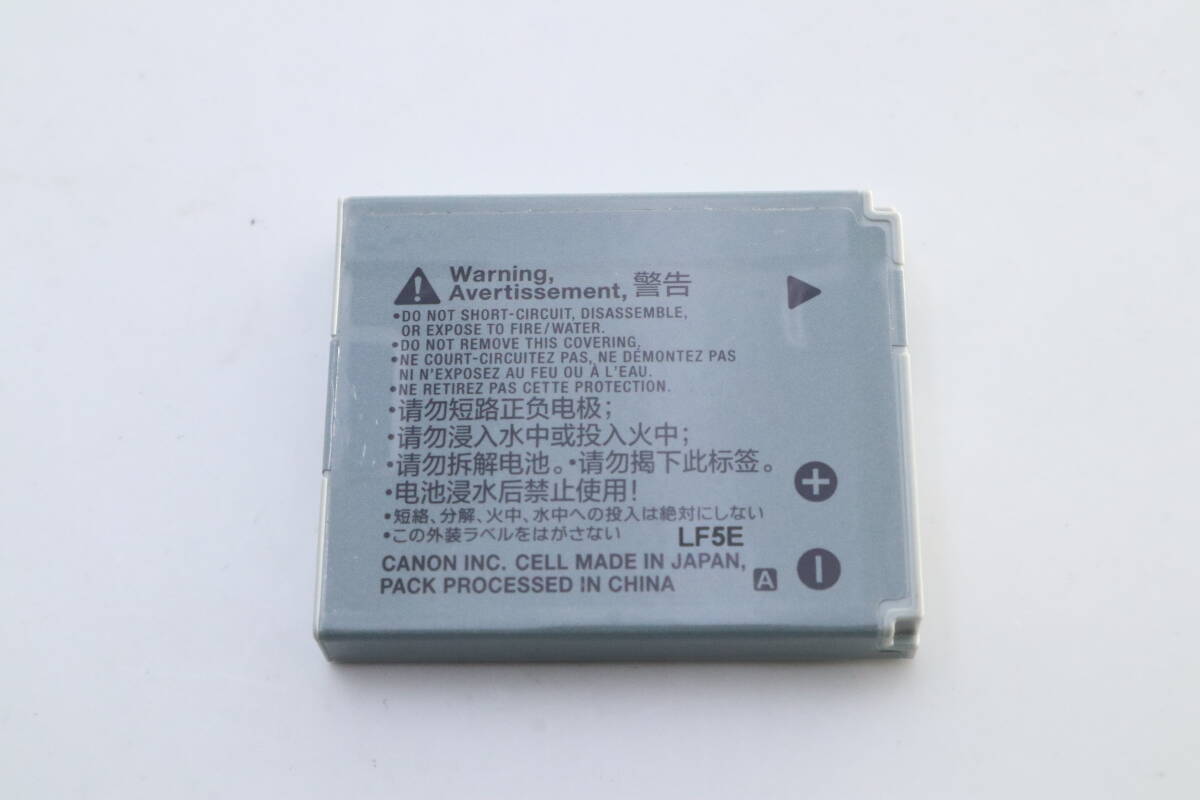 Warning,
Avertissement, 警告
•DO NOT SHORT-CIRCUIT, DISASSEMBLE,
OR EXPOSE TO FIRE/WATER.
•DO NOT REMOVE THIS COVERING.
•NE COURT-CIRCUITEZ PAS, NE DÉMONTEZ PAS
NI N'EXPOSEZ AU FEU OU À L'EAU.
•NE RETIREZ PAS CETTE PROTECTION.
•请勿短路正负电极；
•请勿浸入水中或投入火中；
•请勿拆解电池。•请勿揭下此标签。
•电池浸水后禁止使用！
•短絡、分解、火中、水中への投入は絶対にしない
•この外装ラベルをはがさない LF5E
CANON INC. CELL MADE IN JAPAN,
PACK PROCESSED IN CHINA A